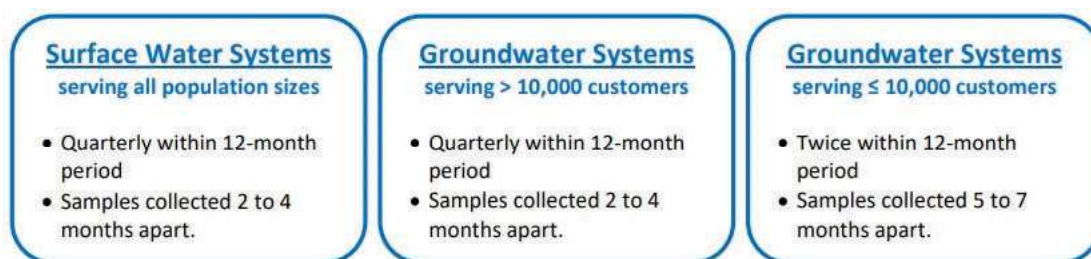 Surface Water Systems
serving all population sizes
• Quarterly within 12-month
period
• Samples collected 2 to 4
months apart.
Groundwater Systems
serving > 10,000 customers
• Quarterly within 12-month
period
• Samples collected 2 to 4
months apart.
Groundwater Systems
serving ≤ 10,000 customers
• Twice within 12-month
period
• Samples collected 5 to 7
months apart.